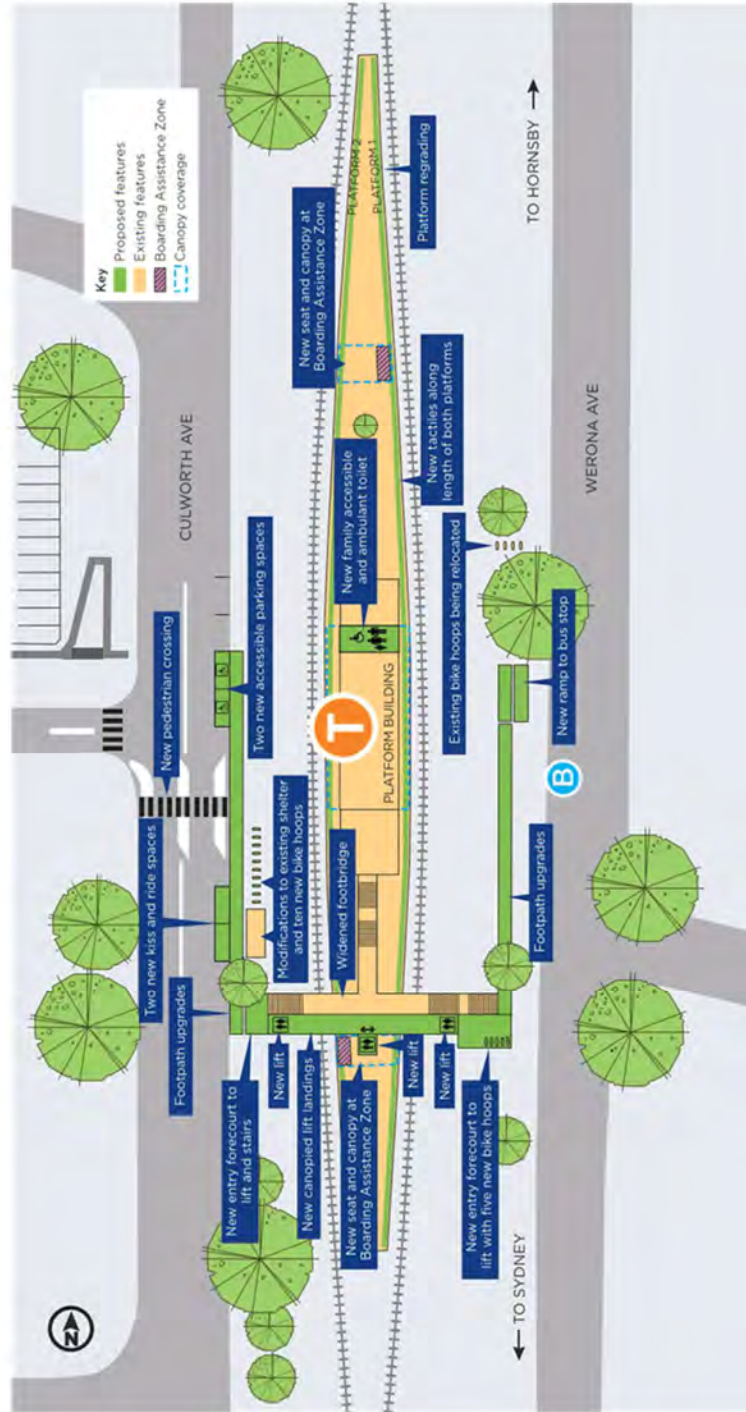 Key
Proposed features
Existing features
Boarding Assistance Zone
Canopy coverage
N
CULWORTH AVE
New pedestrian crossing
Two new kiss and ride spaces
Two new accessible parking spaces
Footpath upgrades
New entry forecourt to
lift and stairs
Modifications to existing shelter
and ten new bike hoops
New lift
New canopied lift landings
Widened footbridge
New seat and canopy at
Boarding Assistance Zone
New lift
New lift
T
PLATFORM BUILDING
New family accessible
and ambulant toilet
New seat and canopy at
Boarding Assistance Zone
PLATFORM 2
PLATFORM 1
Platform regrading
New tactiles along
length of both platforms
Existing bike hoops being relocated
New entry forecourt to
lift with five new bike hoops
Footpath upgrades
New ramp to bus stop
B
← TO SYDNEY
TO HORNSBY →
WERONA AVE